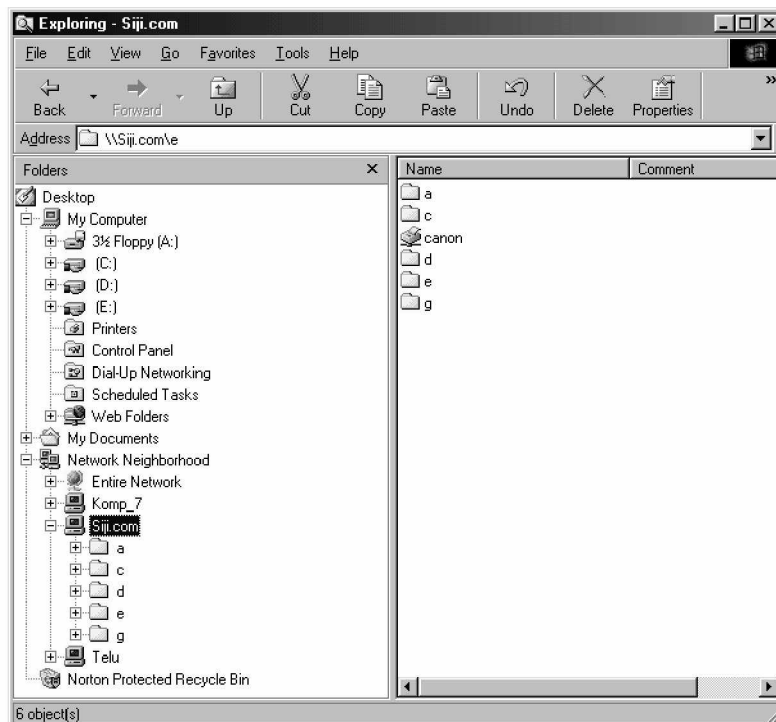 Exploring - Siji.com
File Edit View Go Favorites Tools Help
Back Forward Up Cut Copy Paste Undo Delete Properties »
Address \\Siji.com\e
Folders
Name Comment
Desktop
My Computer
3½ Floppy (A:)
(C:)
(D:)
(E:)
Printers
Control Panel
Dial-Up Networking
Scheduled Tasks
Web Folders
My Documents
Network Neighborhood
Entire Network
Komp_7
Siji.com
a
c
d
e
g
Telu
Norton Protected Recycle Bin
a
c
canon
d
e
g
6 object(s)